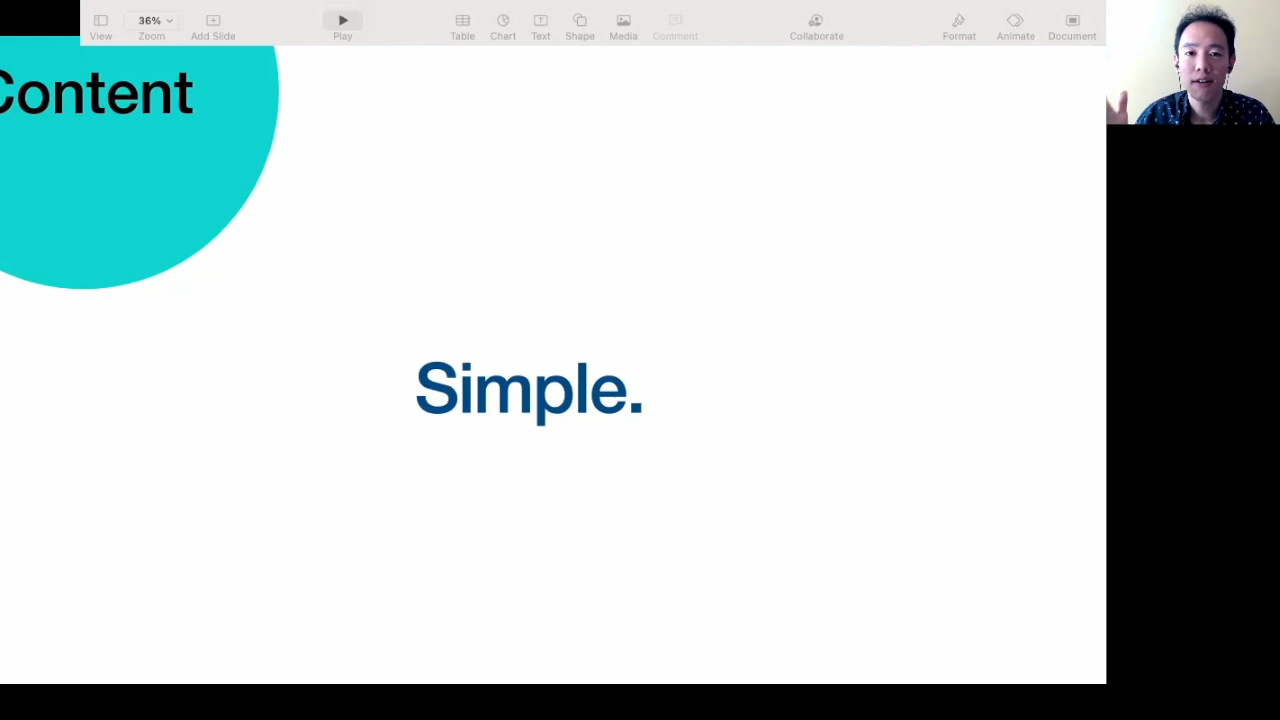 36%
View
Zoom
Add Slide
Play
Table
Chart
Text
Shape
Media
Comment
Collaborate
Format
Animate
Document
Content
Simple.